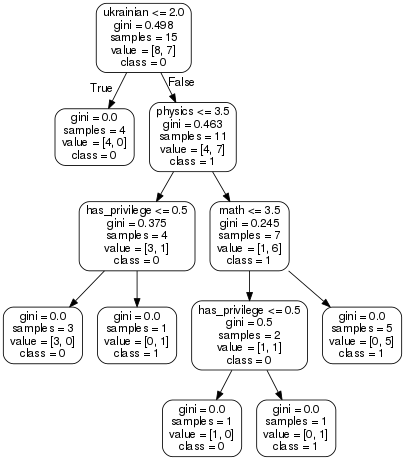 ukrainian <= 2.0
gini = 0.498
samples = 15
value = [8, 7]
class = 0
True
False
gini = 0.0
samples = 4
value = [4, 0]
class = 0
physics <= 3.5
gini = 0.463
samples = 11
value = [4, 7]
class = 1
has_privilege <= 0.5
gini = 0.375
samples = 4
value = [3, 1]
class = 0
math <= 3.5
gini = 0.245
samples = 7
value = [1, 6]
class = 1
gini = 0.0
samples = 3
value = [3, 0]
class = 0
gini = 0.0
samples = 1
value = [0, 1]
class = 1
has_privilege <= 0.5
gini = 0.5
samples = 2
value = [1, 1]
class = 0
gini = 0.0
samples = 5
value = [0, 5]
class = 1
gini = 0.0
samples = 1
value = [1, 0]
class = 0
gini = 0.0
samples = 1
value = [0, 1]
class = 1